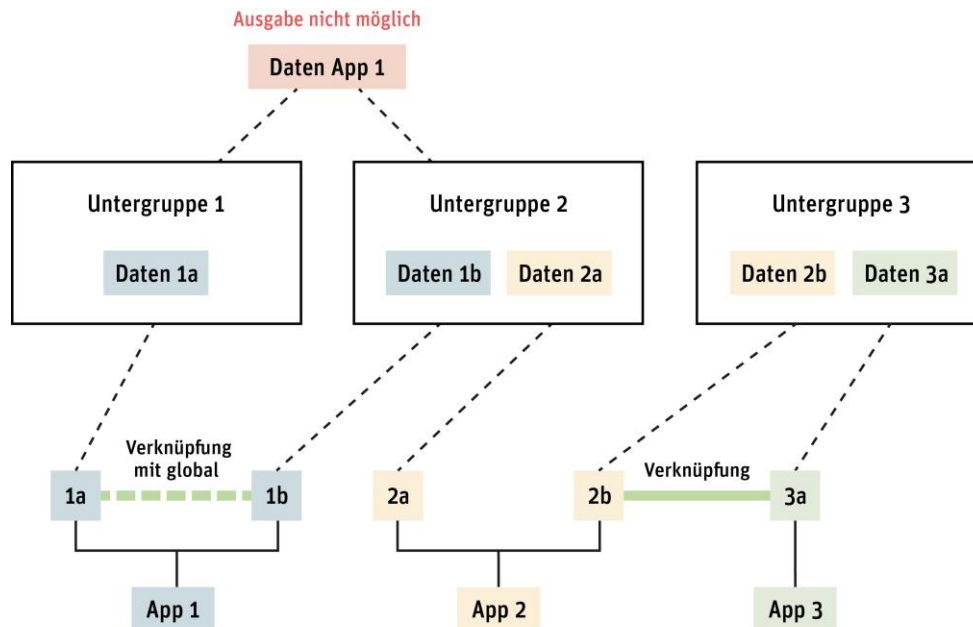 Ausgabe nicht möglich
Daten App 1
Untergruppe 1
Untergruppe 2
Untergruppe 3
Daten 1a
Daten 1b
Daten 2a
Daten 2b
Daten 3a
Verknüpfung
mit global
Verknüpfung
1a
1b
2a
2b
3a
App 1
App 2
App 3